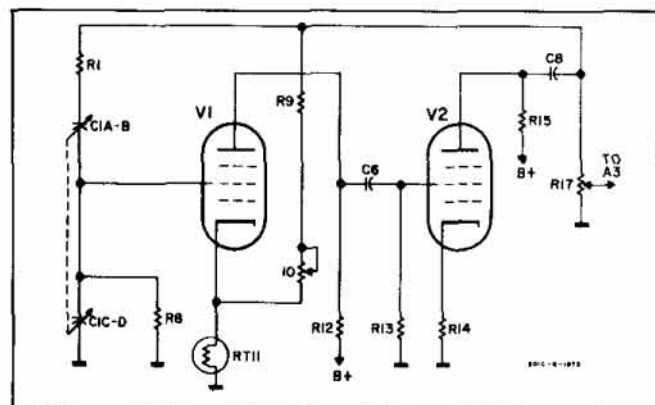 R1
C1A-B
V1
R9
C6
V2
R15
B+
C8
R17
TO
A3
10
C1C-D
R8
RT11
R12
B+
R13
R14